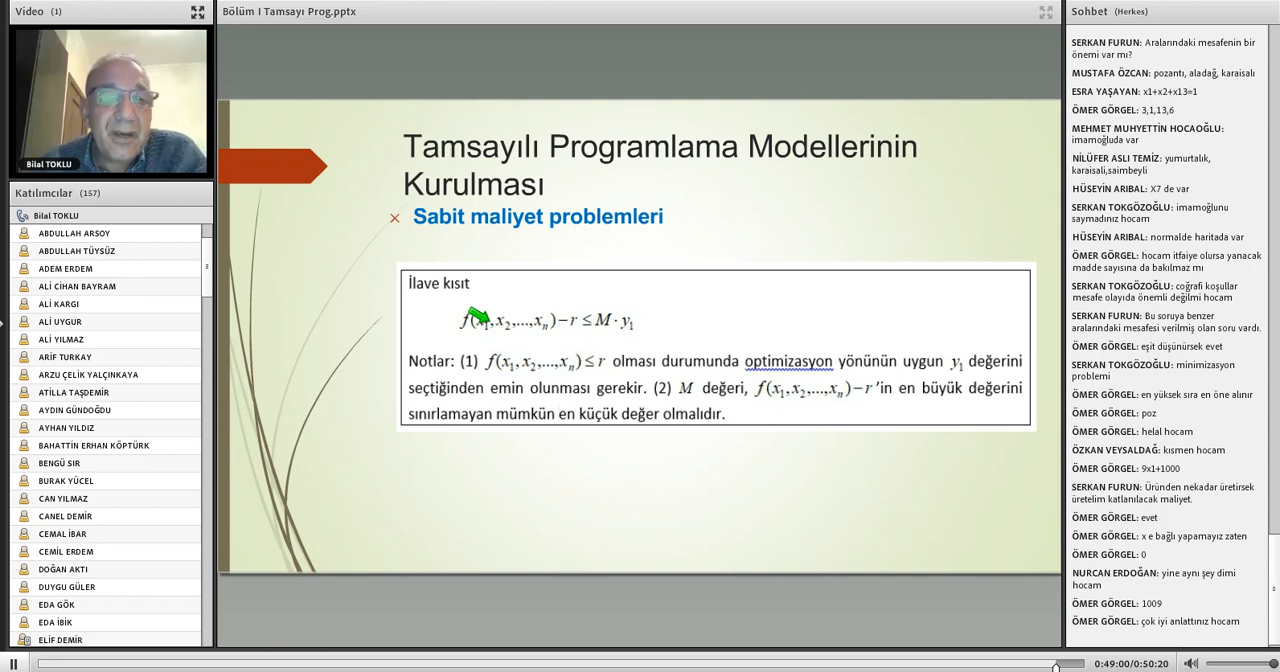 Video (1)
Bilal TOKLU
Katılımcılar (157)
Bilal TOKLU
ABDULLAH ARSOY
ABDULLAH TÜYSÜZ
ADEM ERDEM
ALİ CİHAN BAYRAM
ALİ KARGI
ALİ UYGUR
ALİ YILMAZ
ARİF TURKAY
ARZU ÇELİK YALÇINKAYA
ATİLLA TAŞDEMİR
AYDIN GÜNDOĞDU
AYHAN YILDIZ
BAHATTİN ERHAN KÖPTÜRK
BENGÜ SIR
BURAK YÜCEL
CAN YILMAZ
CANEL DEMİR
CEMAL İBAR
CEMİL ERDEM
DOĞAN AKTI
DUYGU GÜLER
EDA GÖK
EDA İBİK
ELİF DEMİR
Bölüm I Tamsayı Prog.pptx
Tamsayılı Programlama Modellerinin
Kurulması
× Sabit maliyet problemleri
İlave kısıt
f(x₁,x₂,...,xₙ)−r ≤ M·y₁
Notlar: (1) f(x₁,x₂,...,xₙ) ≤ r olması durumunda optimizasyon yönünün uygun y₁ değerini
seçtiğinden emin olunması gerekir. (2) M değeri, f(x₁,x₂,...,xₙ)−r 'in en büyük değerini
sınırlamayan mümkün en küçük değer olmalıdır.
Sohbet (Herkes)
SERKAN FURUN: Aralarındaki mesafenin bir
önemi var mı?
MUSTAFA ÖZCAN: pozantı, aladağ, karaisalı
ESRA YAŞAYAN: x1+x2+x13=1
ÖMER GÖRGEL: 3,1,13,6
MEHMET MUHYETTİN HOCAOĞLU:
imamoğluda var
NİLÜFER ASLI TEMİZ: yumurtalık,
karaisali,saimbeyli
HÜSEYİN ARIBAL: X7 de var
SERKAN TOKGÖZOĞLU: imamoğlunu
saymadınız hocam
HÜSEYİN ARIBAL: normalde haritada var
ÖMER GÖRGEL: hocam itfaiye olursa yanacak
madde sayısına da bakılmaz mı
SERKAN TOKGÖZOĞLU: coğrafi koşullar
mesafe olayıda önemli değilmi hocam
SERKAN FURUN: Bu soruya benzer
aralarındaki mesafesi verilmiş olan soru vardı.
ÖMER GÖRGEL: eşit düşünürsek evet
SERKAN TOKGÖZOĞLU: minimizasyon
problemi
ÖMER GÖRGEL: en yüksek sıra en öne alınır
ÖMER GÖRGEL: poz
ÖMER GÖRGEL: helal hocam
ÖZKAN VEYSALDAĞ: kısmen hocam
ÖMER GÖRGEL: 9x1+1000
SERKAN FURUN: Üründen nekadar üretirsek
üretelim katlanılacak maliyet.
ÖMER GÖRGEL: evet
ÖMER GÖRGEL: x e bağlı yapamayız zaten
ÖMER GÖRGEL: 0
NURCAN ERDOĞAN: yine aynı şey dimi
hocam
ÖMER GÖRGEL: 1009
ÖMER GÖRGEL: çok iyi anlattınız hocam
0:49:00/0:50:20